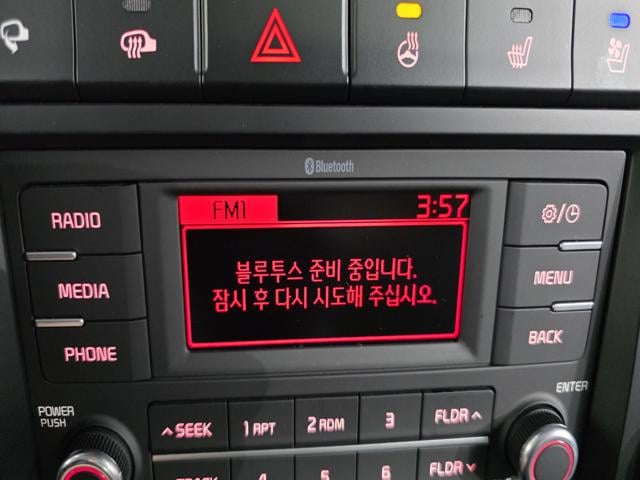 Bluetooth
RADIO
FM1
3:57
블루투스 준비 중입니다.
잠시 후 다시 시도해 주십시오.
MEDIA
MENU
PHONE
BACK
POWER
PUSH
ENTER
SEEK
1 RPT
2 RDM
3
FLDR
TRACK
4
5
6
FLDR